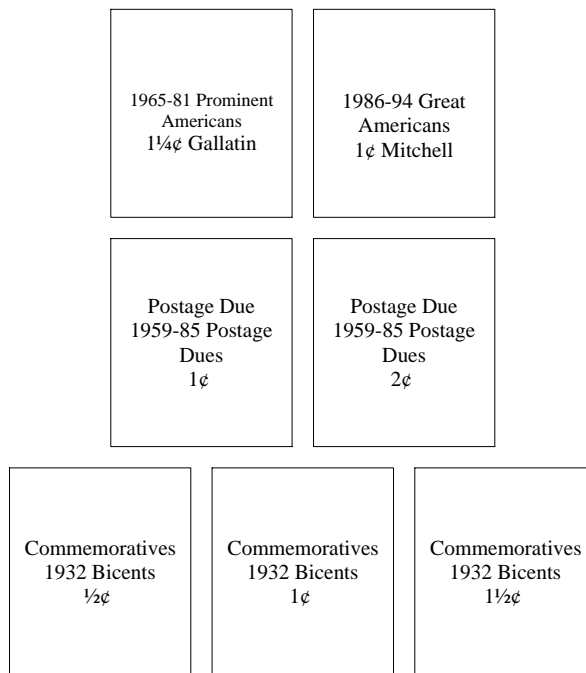 1965-81 Prominent
Americans
1¼¢ Gallatin
1986-94 Great
Americans
1¢ Mitchell
Postage Due
1959-85 Postage
Dues
1¢
Postage Due
1959-85 Postage
Dues
2¢
Commemoratives
1932 Bicents
½¢
Commemoratives
1932 Bicents
1¢
Commemoratives
1932 Bicents
1½¢